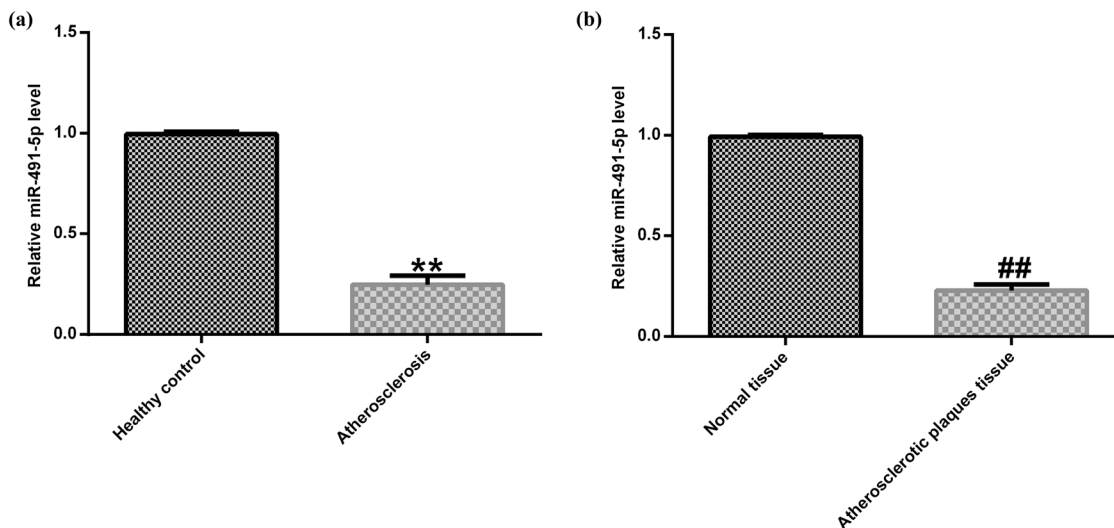 (a)
Relative miR-491-5p level
1.5
1.0
0.5
0.0
**
Healthy control
Atherosclerosis
(b)
Relative miR-491-5p level
1.5
1.0
0.5
0.0
##
Normal tissue
Atherosclerotic plaques tissue